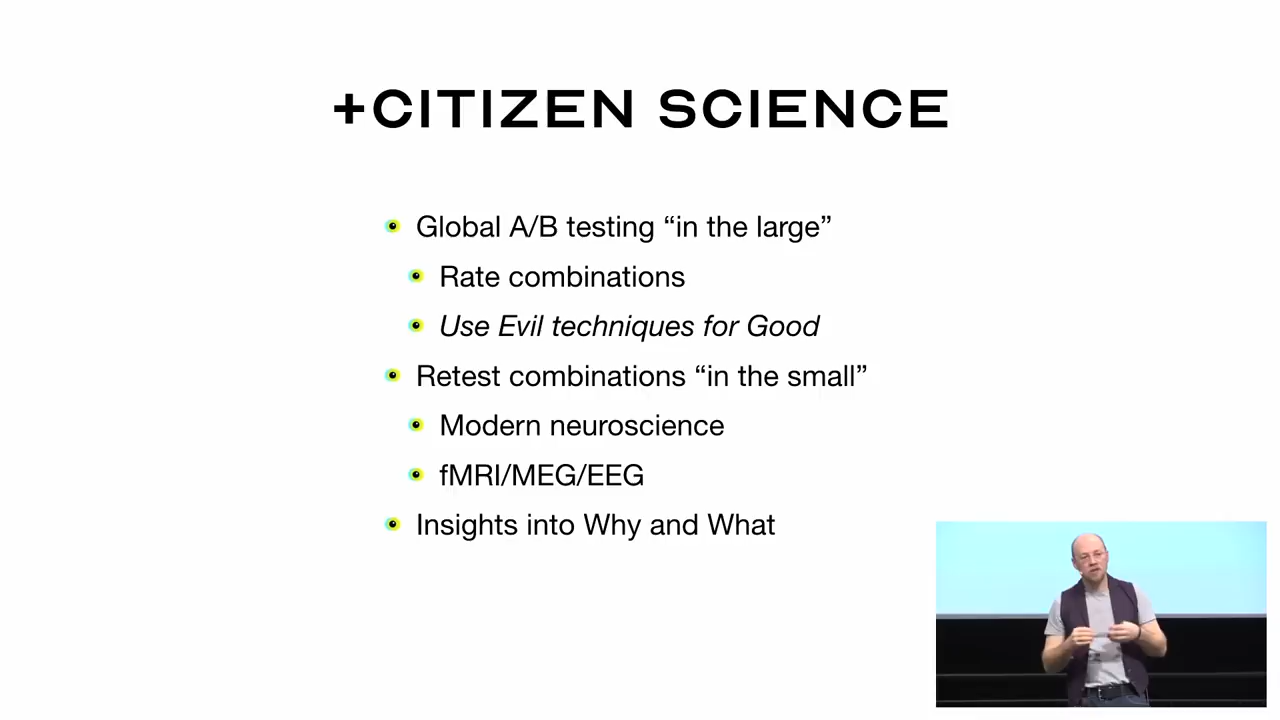 +CITIZEN SCIENCE
Global A/B testing “in the large”
Rate combinations
Use Evil techniques for Good
Retest combinations “in the small”
Modern neuroscience
fMRI/MEG/EEG
Insights into Why and What